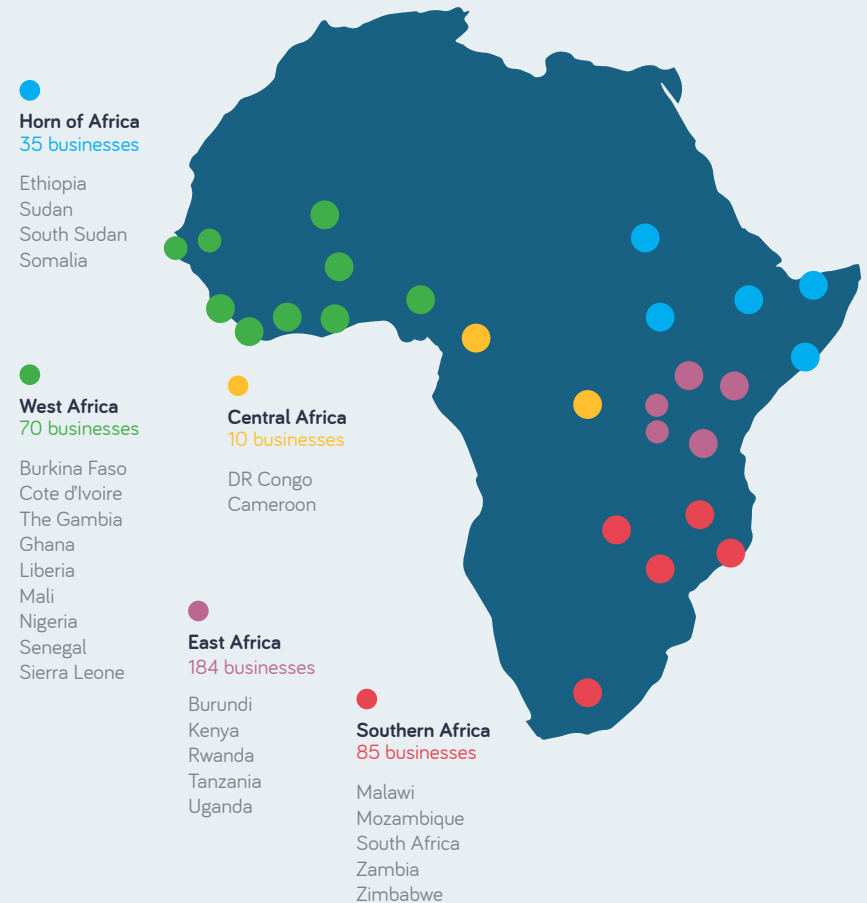 Horn of Africa
35 businesses
Ethiopia
Sudan
South Sudan
Somalia
West Africa
70 businesses
Burkina Faso
Cote d'Ivoire
The Gambia
Ghana
Liberia
Mali
Nigeria
Senegal
Sierra Leone
Central Africa
10 businesses
DR Congo
Cameroon
East Africa
184 businesses
Burundi
Kenya
Rwanda
Tanzania
Uganda
Southern Africa
85 businesses
Malawi
Mozambique
South Africa
Zambia
Zimbabwe